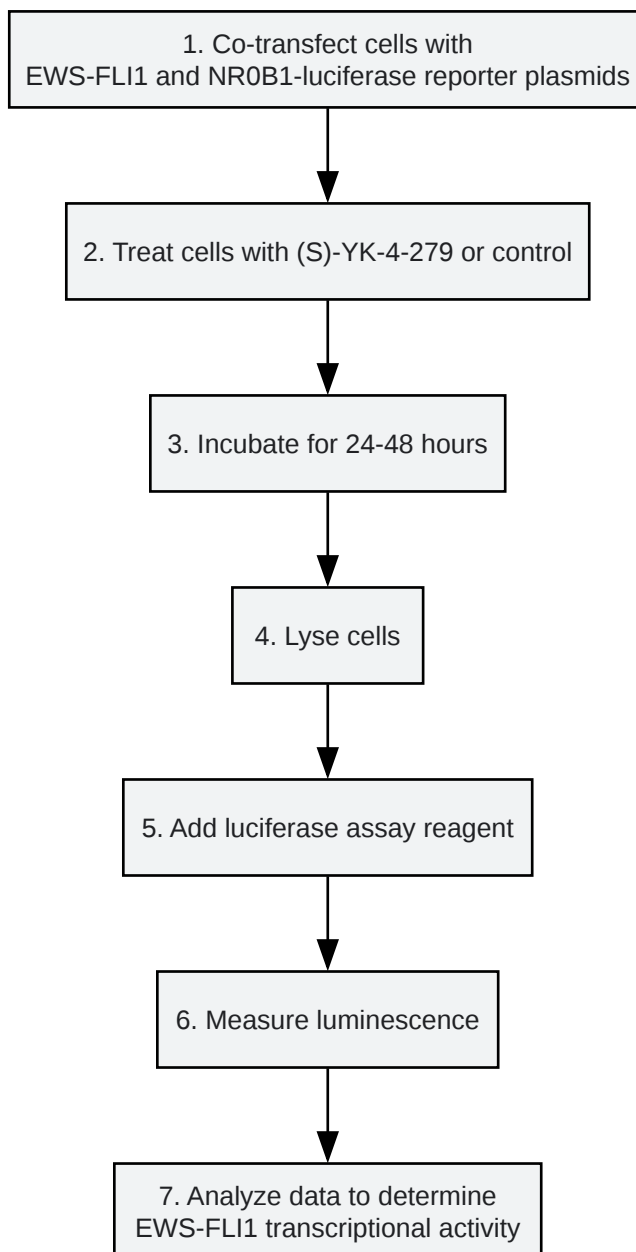 1. Co-transfect cells with
EWS-FLI1 and NR0B1-luciferase reporter plasmids
2. Treat cells with (S)-YK-4-279 or control
3. Incubate for 24-48 hours
4. Lyse cells
5. Add luciferase assay reagent
6. Measure luminescence
7. Analyze data to determine
EWS-FLI1 transcriptional activity